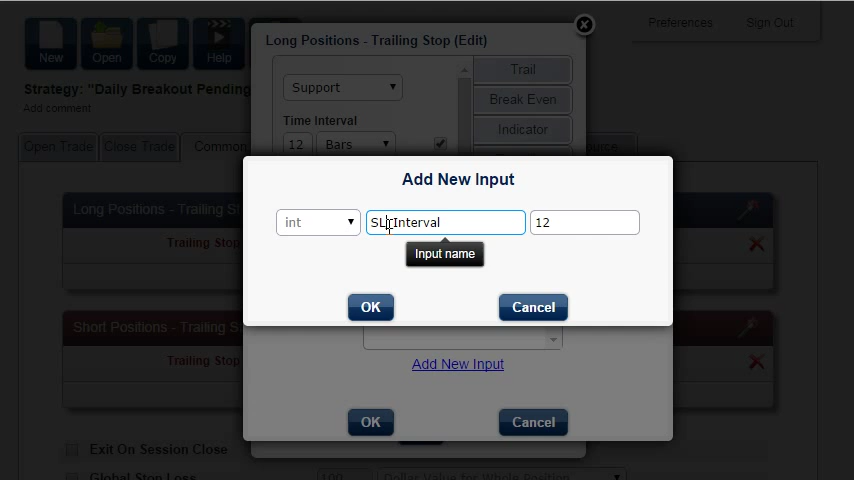 Preferences Sign Out
Long Positions - Trailing Stop (Edit)
New Open Copy Help
Support
Trail
Strategy: "Daily Breakout Pending
Break Even
Add comment
Time Interval
Indicator
12 Bars
Open Trade Close Trade Common
Add New Input
Long Positions - Trailing St
int SL Interval 12
Trailing Stop
Input name
OK Cancel
Short Positions - Trailing S
Trailing Stop
Add New Input
OK Cancel
Exit On Session Close
Global Stop Loss 100 Dollar Value for Whole Position